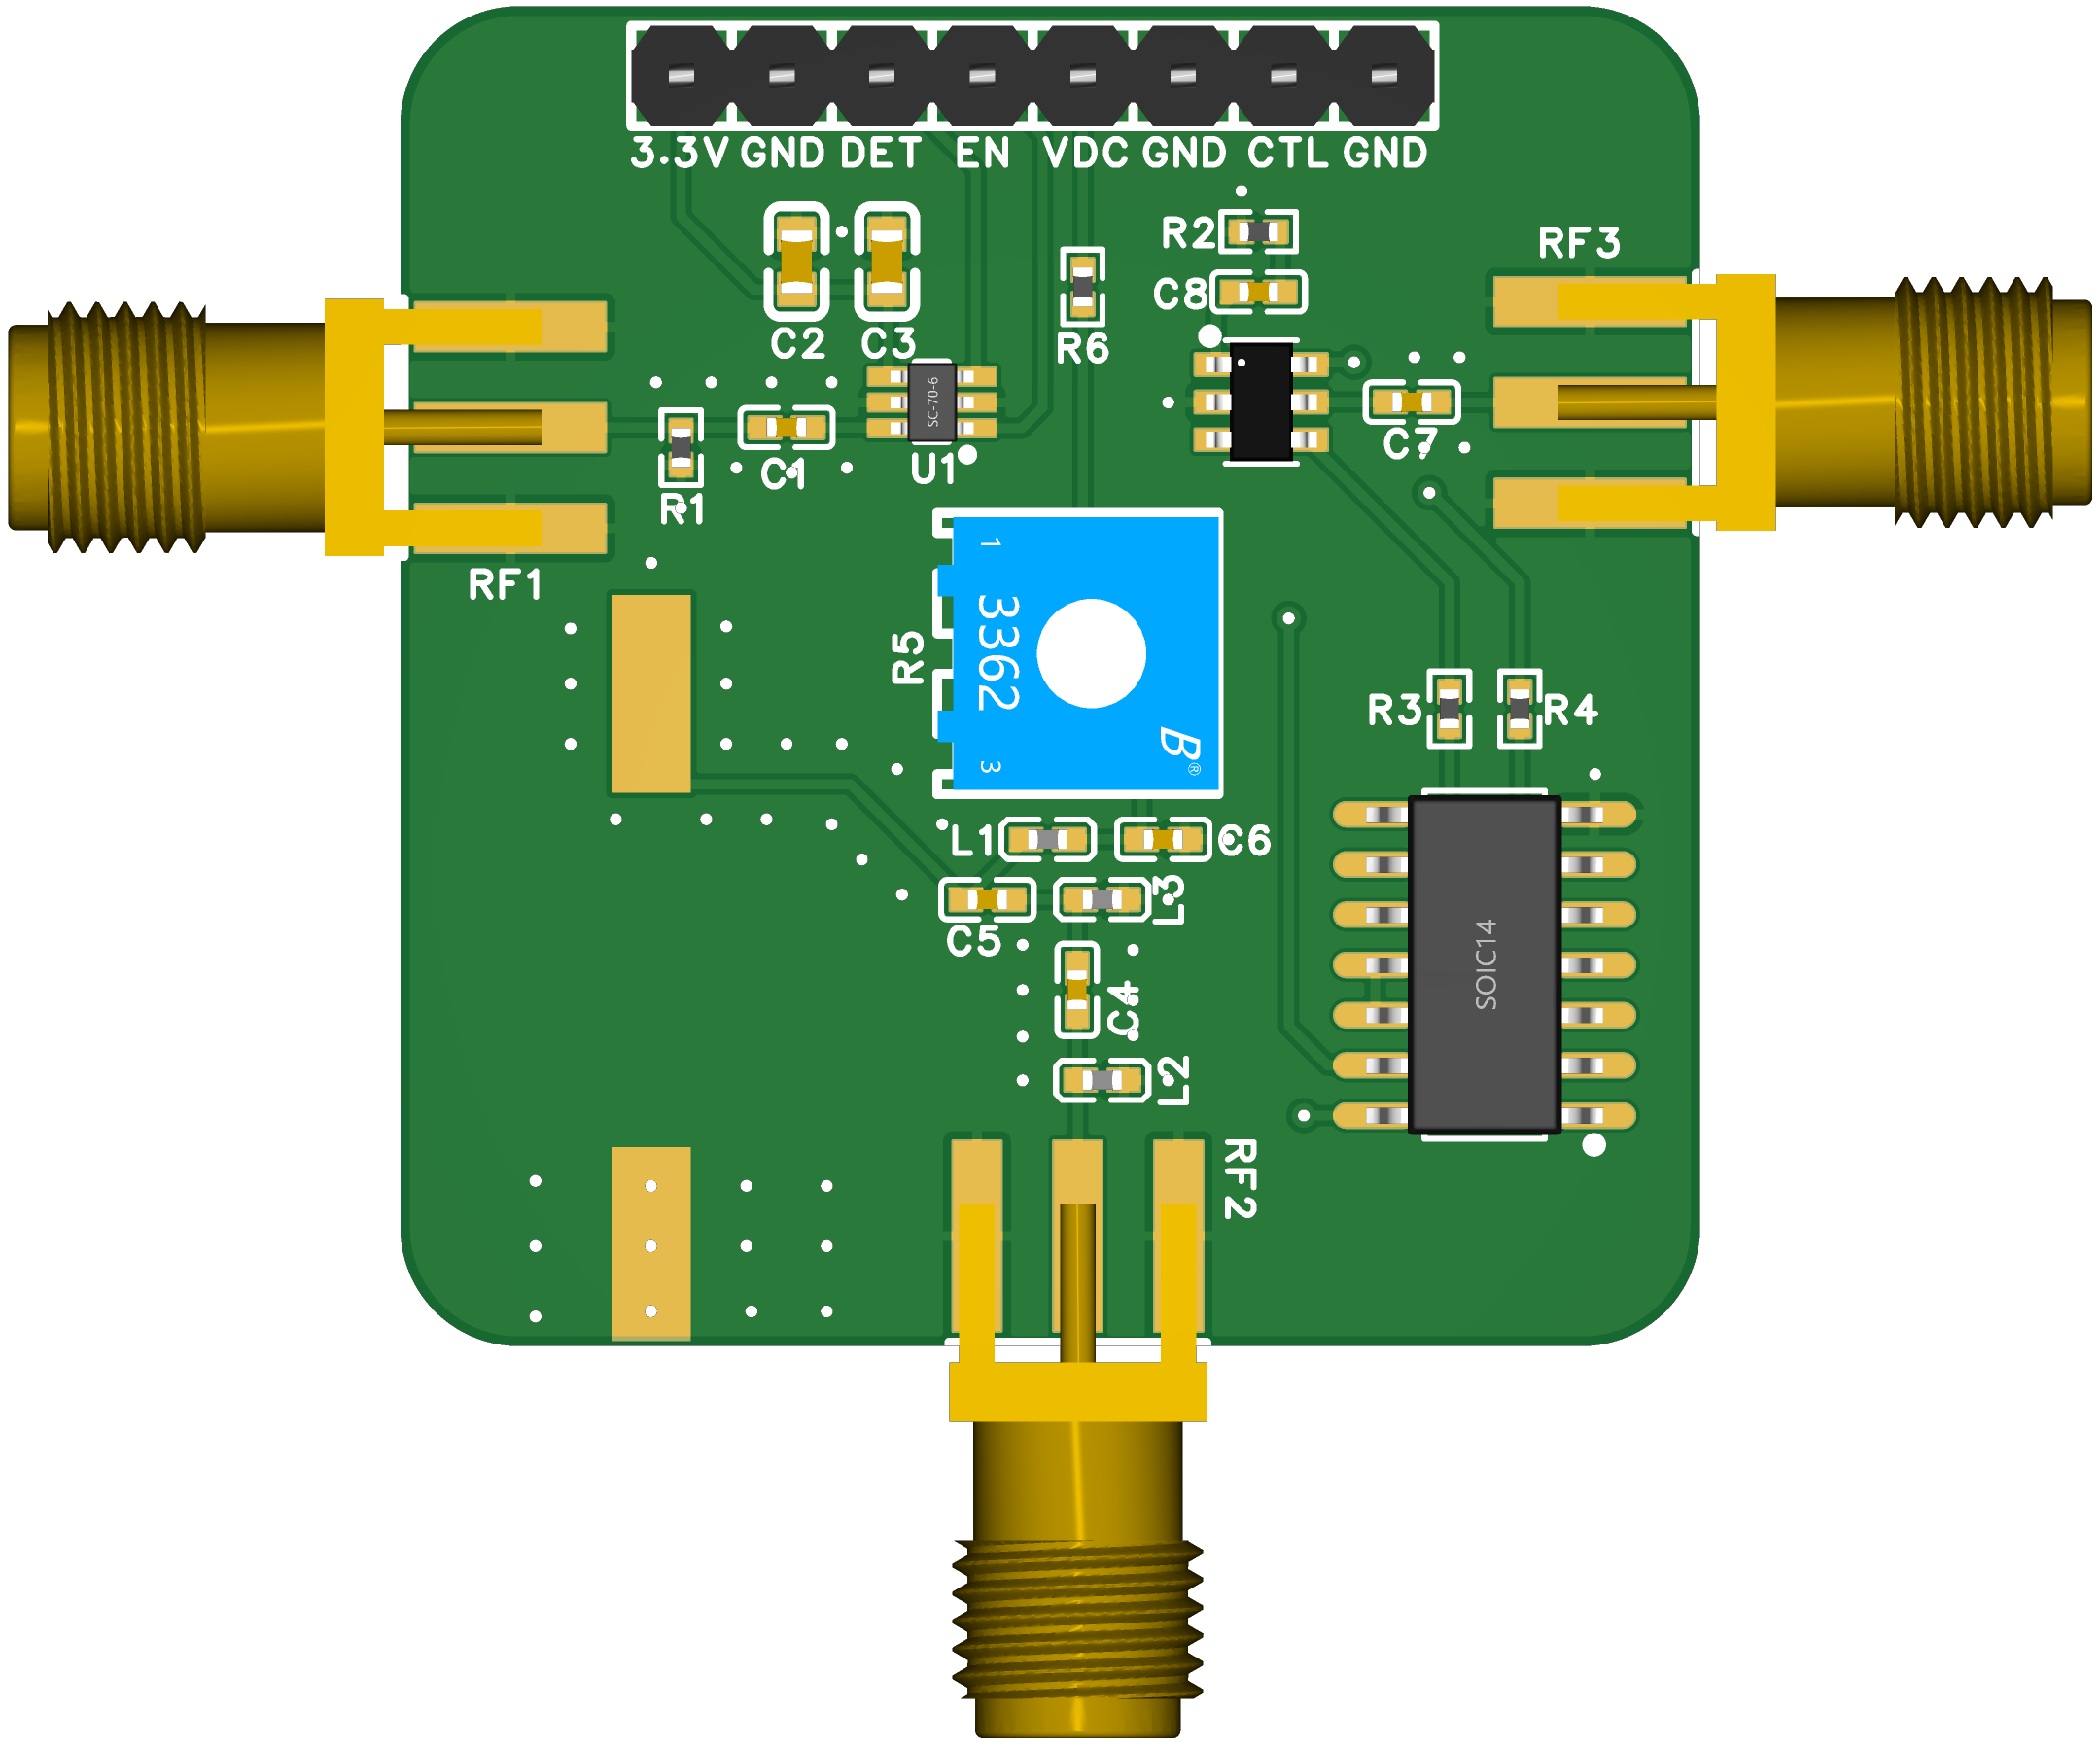 3.3V GND DET EN VDC GND CTL GND
R2
RF3
C8
C2
C3
R6
SC-70-6
C7
C1
U1
R1
RF1
1
3362
R5
B®
3
R3
R4
L1
C6
L3
C5
SOIC14
C4
L2
RF2